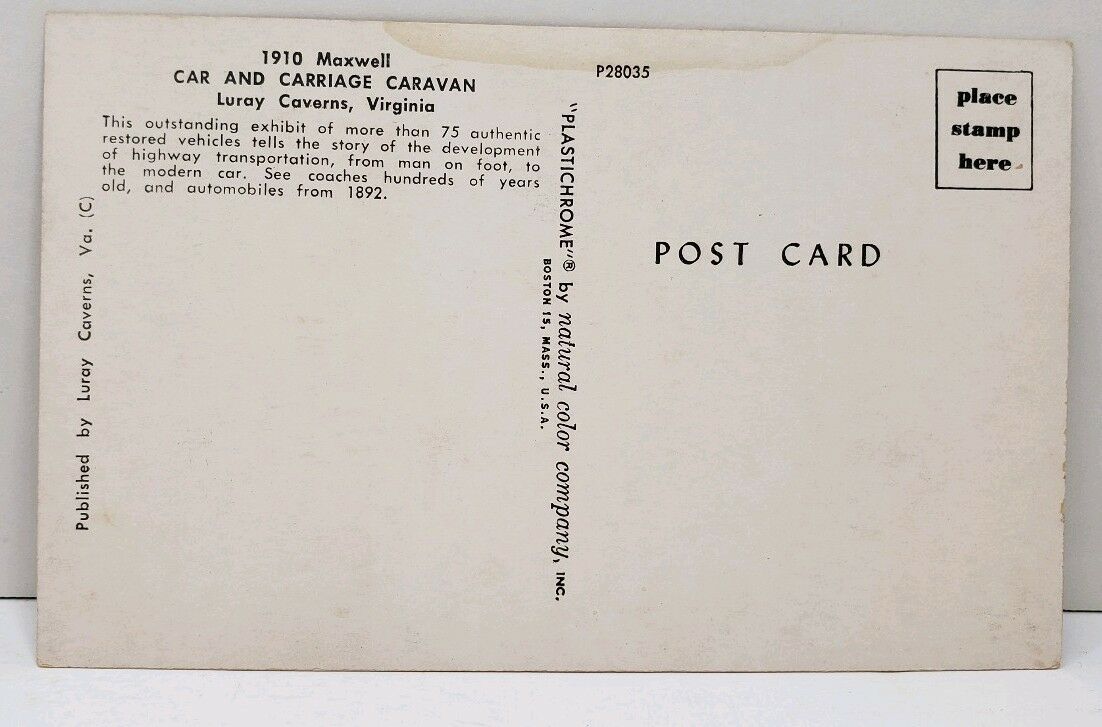 1910 Maxwell
CAR AND CARRIAGE CARAVAN
Luray Caverns, Virginia
This outstanding exhibit of more than 75 authentic
restored vehicles tells the story of the development
of highway transportation, from man on foot, to
the modern car. See coaches hundreds of years
old, and automobiles from 1892.
Published by Luray Caverns, Va. (C)
"PLASTICHROME"® by natural color company, INC.
BOSTON 15, MASS., U.S.A.
P28035
place
stamp
here
POST CARD